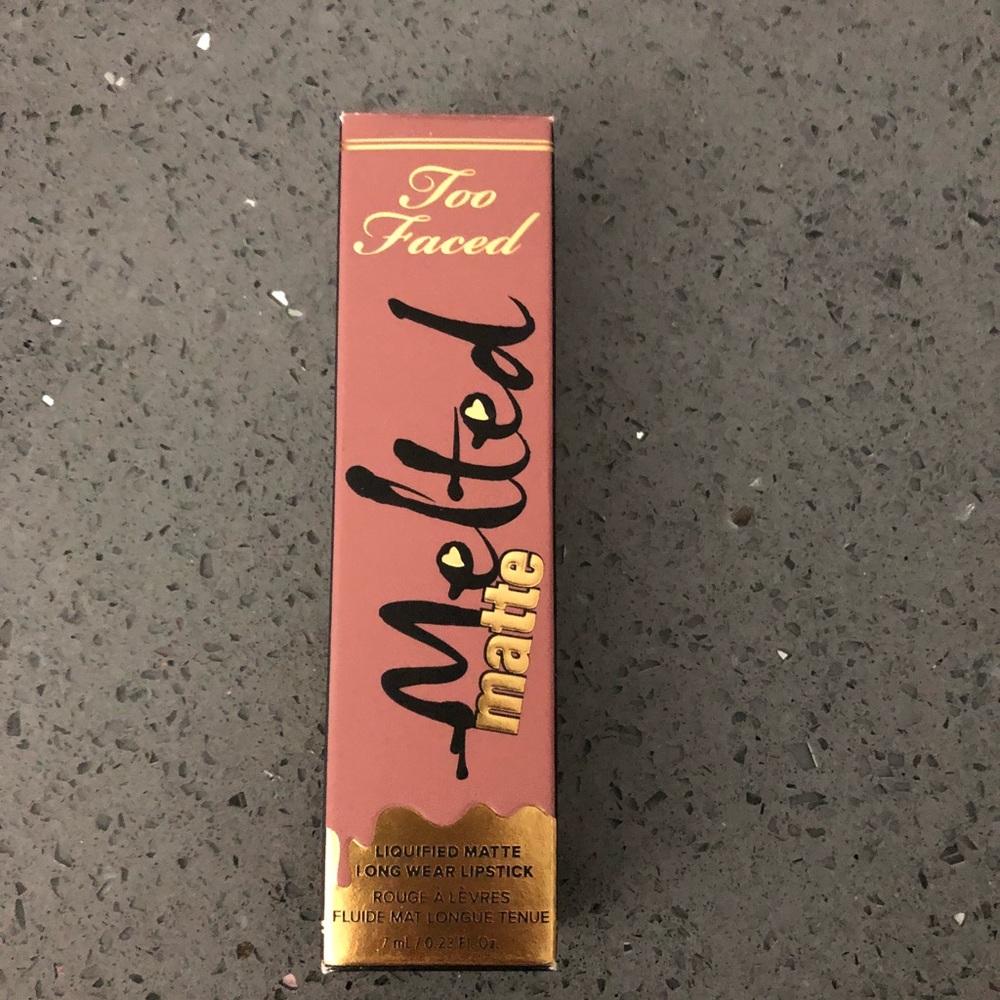 Too
Faced
Melted
matte
LIQUIFIED MATTE
LONG WEAR LIPSTICK
ROUGE À LÈVRES
FLUIDE MAT LONGUE TENUE
7 mL / 0.23 Fl. Oz.